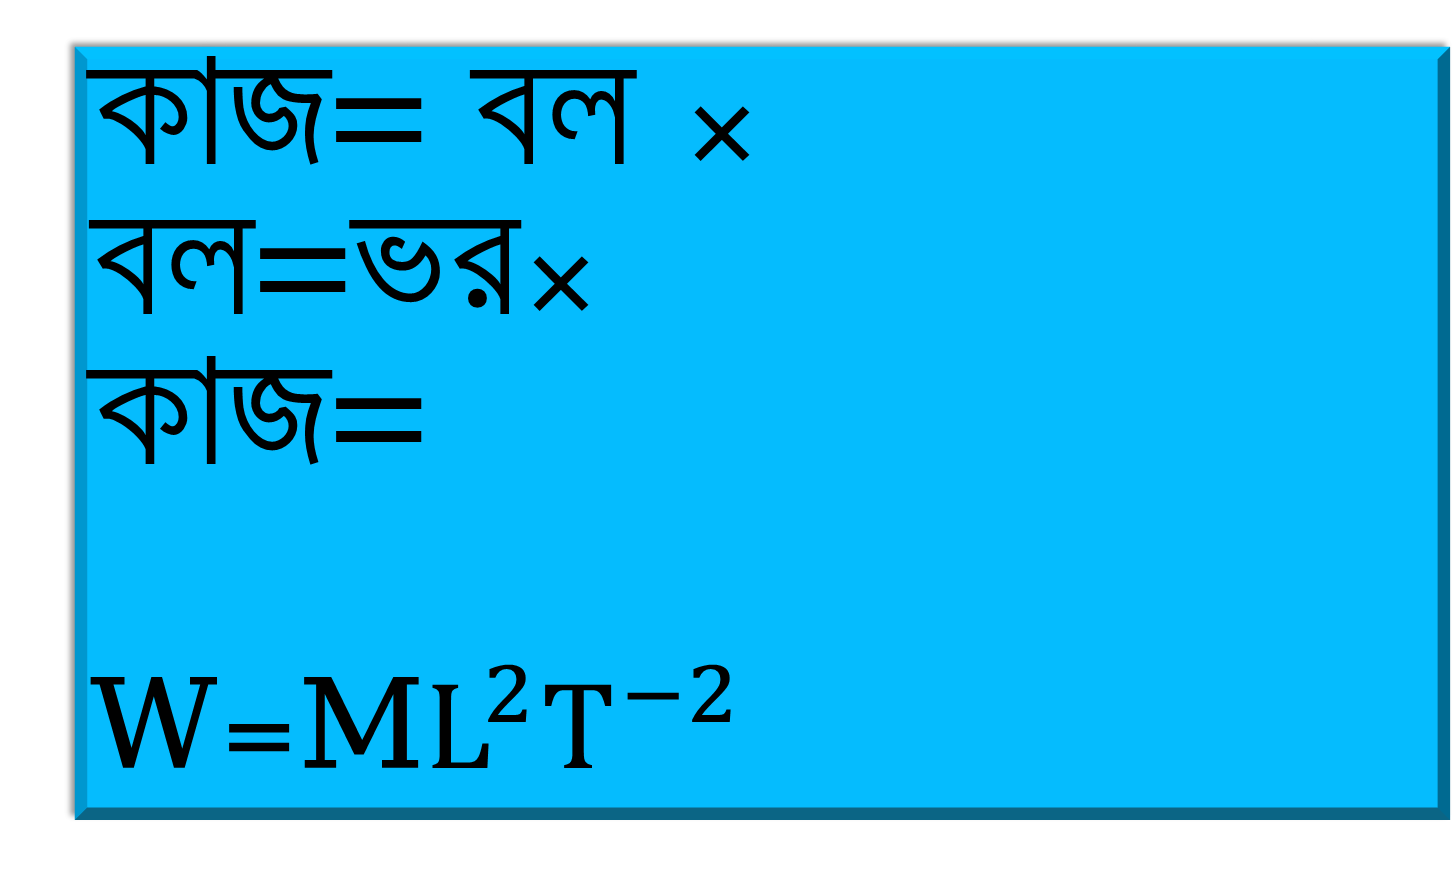 কাজ= বল ×
বল=ভর×
কাজ=
W=ML²T⁻²